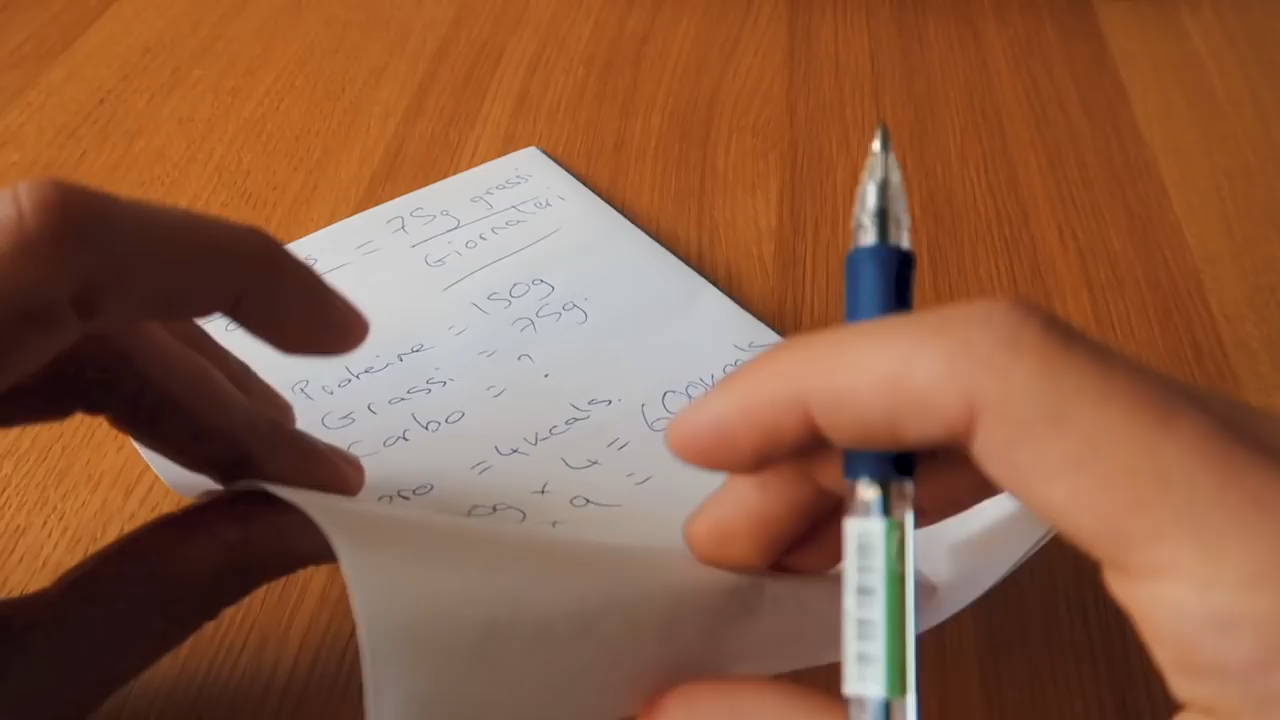 = 75g grassi
Giornalieri
Proteine = 150g
Grassi = 75g.
Carbo = ?
= 4kcals.
× 4 = 600kcals